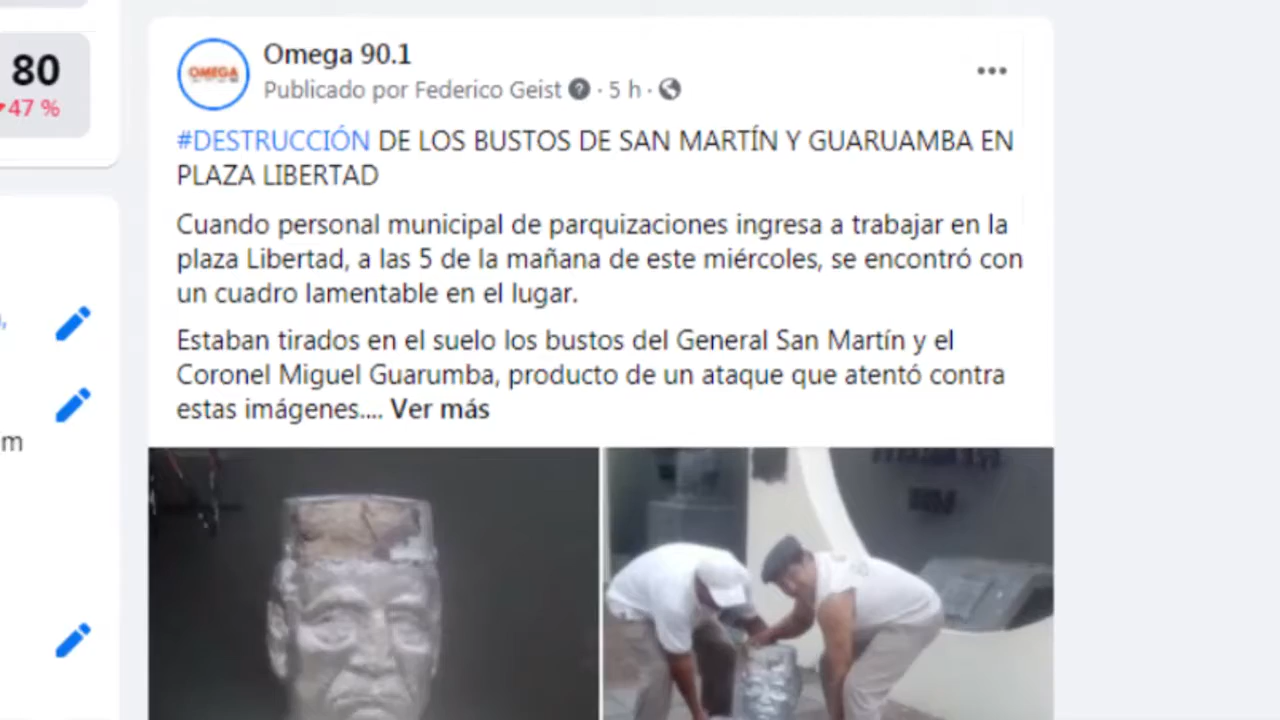 80
47 %
OMEGA
Omega 90.1
Publicado por Federico Geist · 5 h ·
#DESTRUCCIÓN DE LOS BUSTOS DE SAN MARTÍN Y GUARUAMBA EN
PLAZA LIBERTAD
Cuando personal municipal de parquizaciones ingresa a trabajar en la
plaza Libertad, a las 5 de la mañana de este miércoles, se encontró con
un cuadro lamentable en el lugar.
Estaban tirados en el suelo los bustos del General San Martín y el
Coronel Miguel Guarumba, producto de un ataque que atentó contra
estas imágenes.... Ver más
m